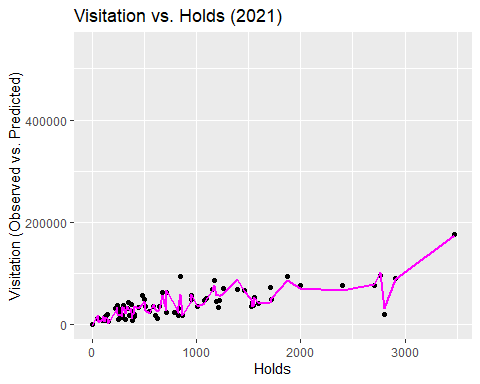 Visitation vs. Holds (2021)
Visitation (Observed vs. Predicted)
400000
200000
0
0
1000
2000
3000
Holds